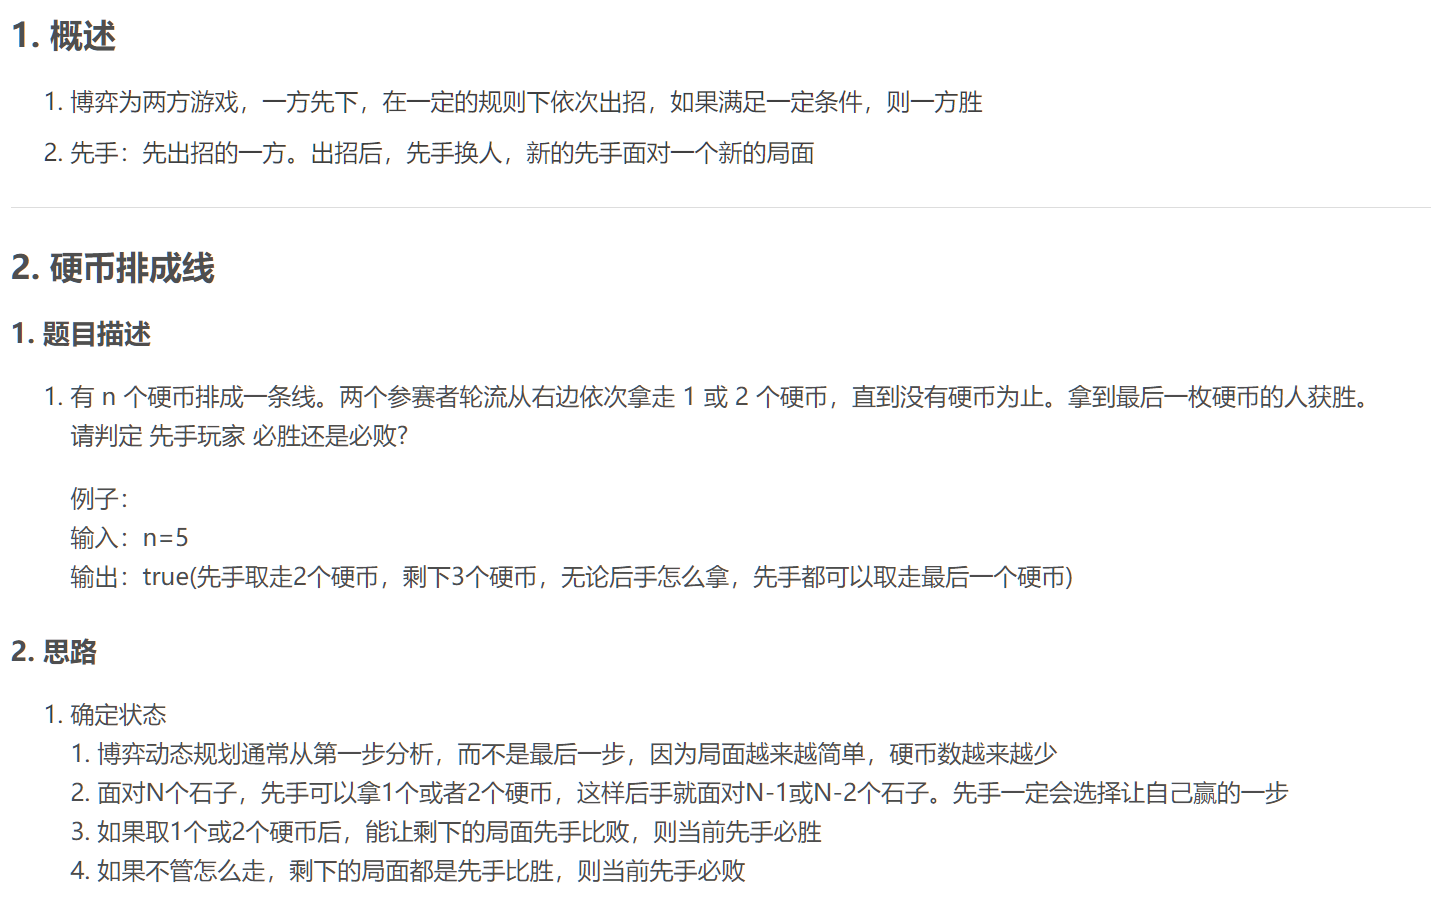 1. 概述
1. 博弈为两方游戏，一方先下，在一定的规则下依次出招，如果满足一定条件，则一方胜
2. 先手：先出招的一方。出招后，先手换人，新的先手面对一个新的局面
2. 硬币排成线
1. 题目描述
1. 有 n 个硬币排成一条线。两个参赛者轮流从右边依次拿走 1 或 2 个硬币，直到没有硬币为止。拿到最后一枚硬币的人获胜。
请判定 先手玩家 必胜还是必败?
例子：
输入：n=5
输出：true(先手取走2个硬币，剩下3个硬币，无论后手怎么拿，先手都可以取走最后一个硬币)
2. 思路
1. 确定状态
1. 博弈动态规划通常从第一步分析，而不是最后一步，因为局面越来越简单，硬币数越来越少
2. 面对N个石子，先手可以拿1个或者2个硬币，这样后手就面对N-1或N-2个石子。先手一定会选择让自己赢的一步
3. 如果取1个或2个硬币后，能让剩下的局面先手比败，则当前先手必胜
4. 如果不管怎么走，剩下的局面都是先手比胜，则当前先手必败